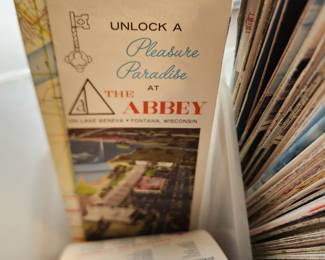 UNLOCK A
Pleasure
Paradise
AT
THE ABBEY
ON LAKE GENEVA • FONTANA, WISCONSIN